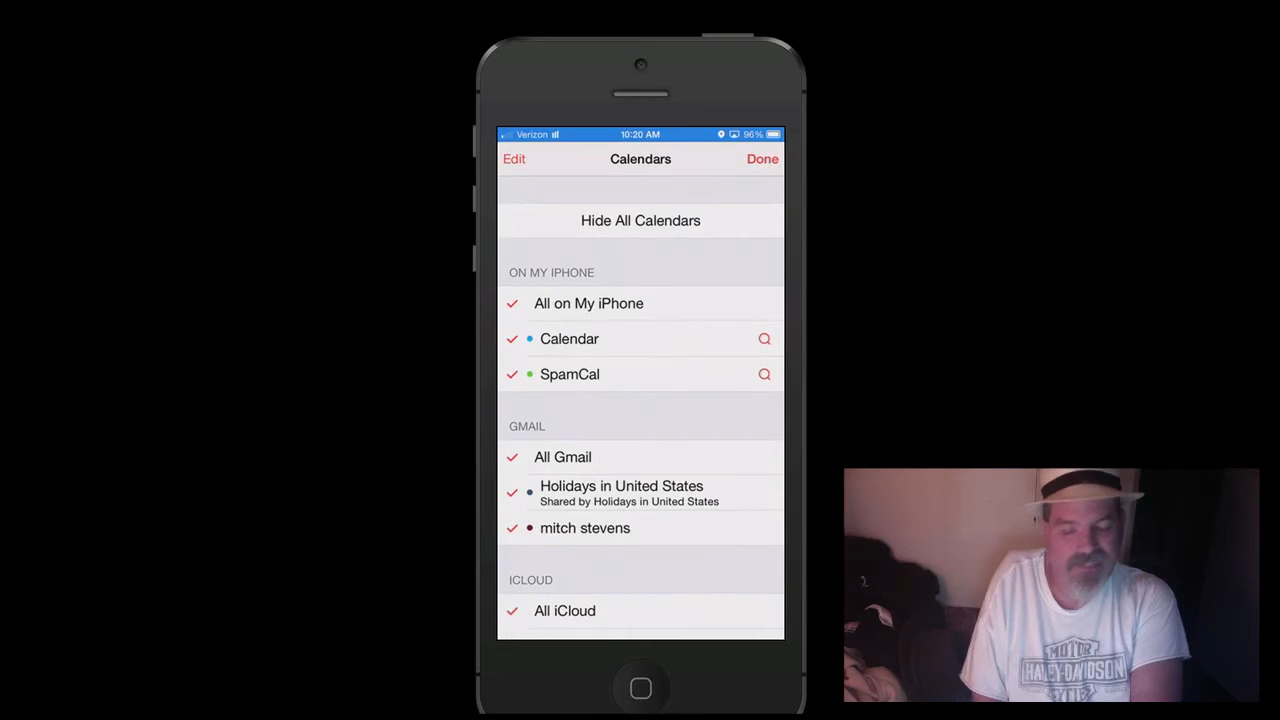 Verizon 10:20 AM 96%
Edit Calendars Done
Hide All Calendars
ON MY IPHONE
All on My iPhone
Calendar
SpamCal
GMAIL
All Gmail
Holidays in United States
Shared by Holidays in United States
mitch stevens
ICLOUD
All iCloud
MOTOR
HARLEY-DAVIDSON
CYCLES